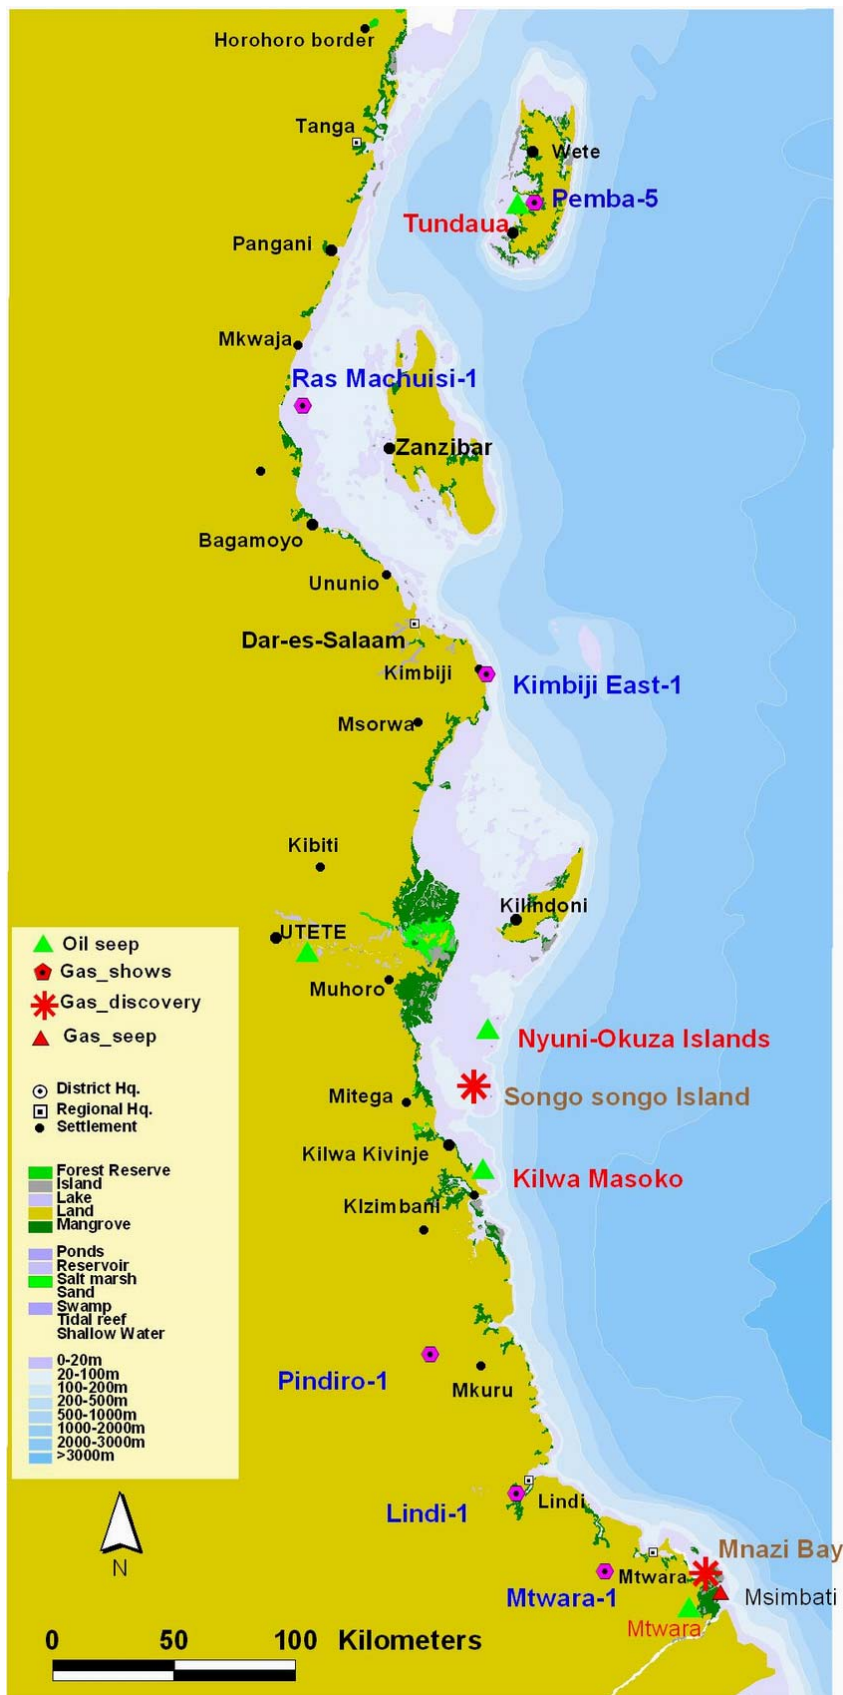 Horohoro border
Tanga
Wete
Pemba-5
Tundaua
Pangani
Mkwaja
Ras Machuisi-1
Zanzibar
Bagamoyo
Ununio
Dar-es-Salaam
Kimbiji
Kimbiji East-1
Msorwa
Kibiti
Kilindoni
UTETE
Muhoro
Nyuni-Okuza Islands
Mitega
Songo songo Island
Kilwa Kivinje
Kilwa Masoko
KIzimbani
Pindiro-1
Mkuru
Lindi
Lindi-1
Mnazi Bay
Mtwara
Mtwara-1
Msimbati
Mtwara
Oil seep
Gas_shows
Gas_discovery
Gas_seep
District Hq.
Regional Hq.
Settlement
Forest Reserve
Island
Lake
Land
Mangrove
Ponds
Reservoir
Salt marsh
Sand
Swamp
Tidal reef
Shallow Water
0-20m
20-100m
100-200m
200-500m
500-1000m
1000-2000m
2000-3000m
>3000m
N
0 50 100 Kilometers